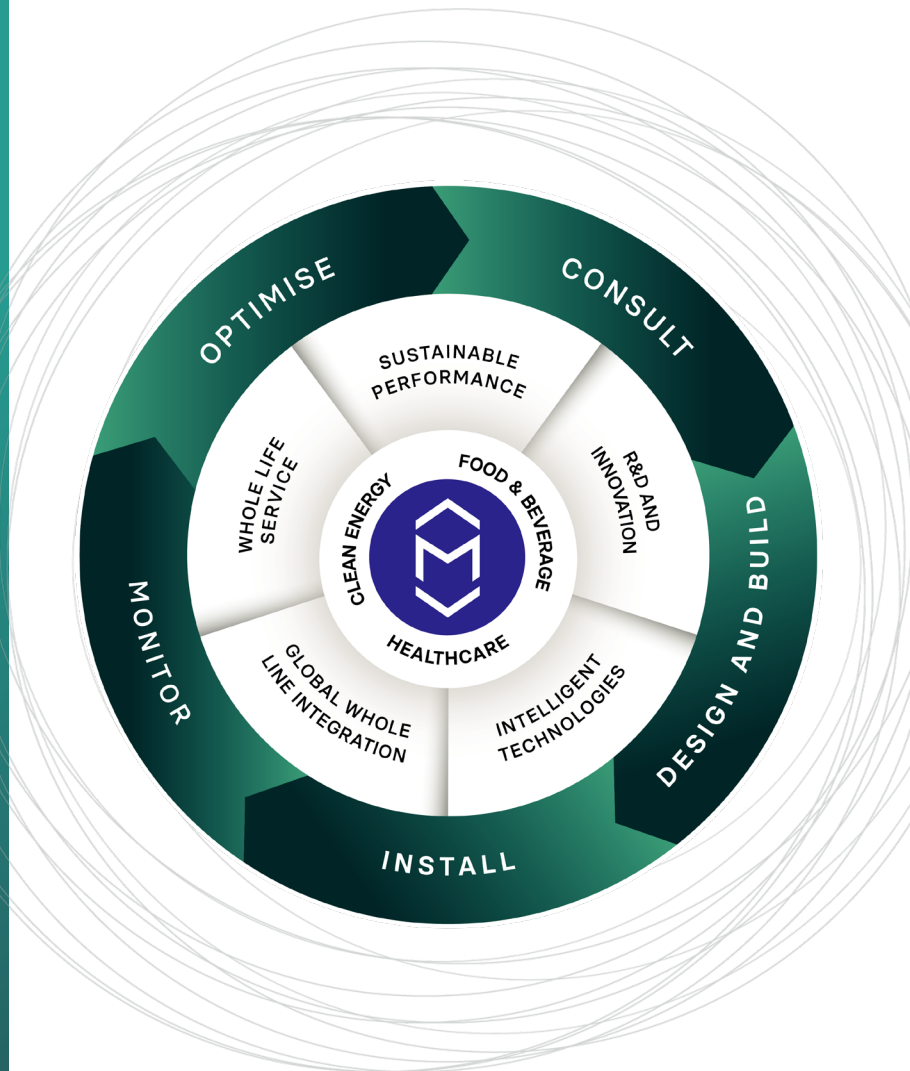 CONSULT
DESIGN AND BUILD
INSTALL
MONITOR
OPTIMISE
SUSTAINABLE
PERFORMANCE
R&D AND
INNOVATION
INTELLIGENT
TECHNOLOGIES
GLOBAL WHOLE
LINE INTEGRATION
WHOLE LIFE
SERVICE
FOOD & BEVERAGE
HEALTHCARE
CLEAN ENERGY